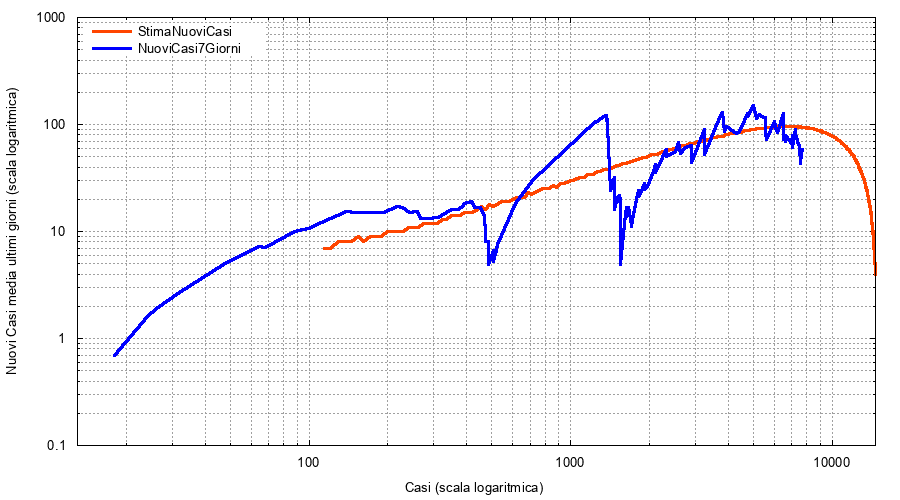 1000
StimaNuoviCasi
NuoviCasi7Giorni
100
10
1
0.1
Nuovi Casi media ultimi giorni (scala logaritmica)
100
1000
10000
Casi (scala logaritmica)